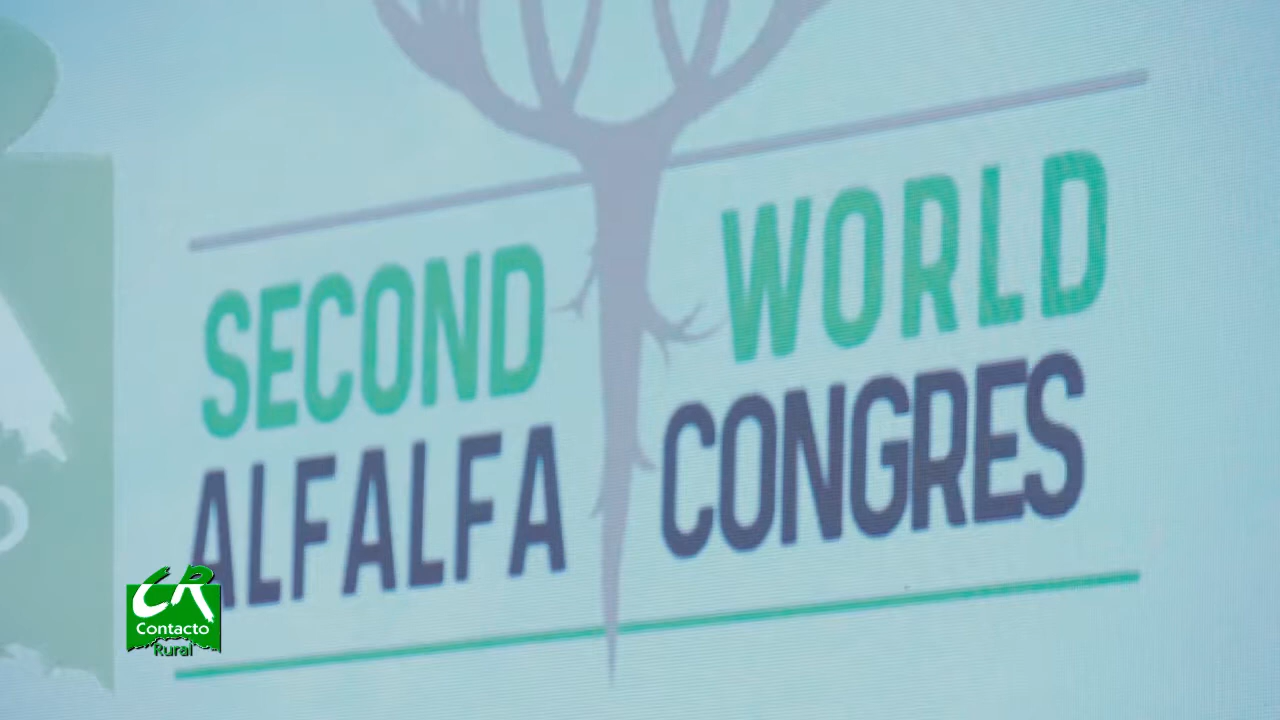 SECOND WORLD
ALFALFA CONGRES
CR
Contacto
Rural